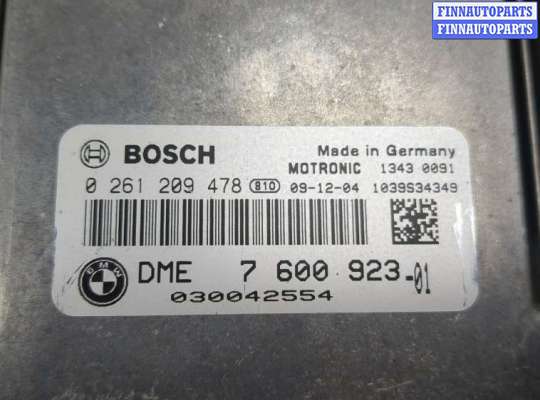 FINNAUTOPARTS
FINNAUTOPARTS
BOSCH
Made in Germany
MOTRONIC 1343 0091
0 261 209 478 810 09-12-04 1039S34349
BMW
DME 7 600 923-01
030042554